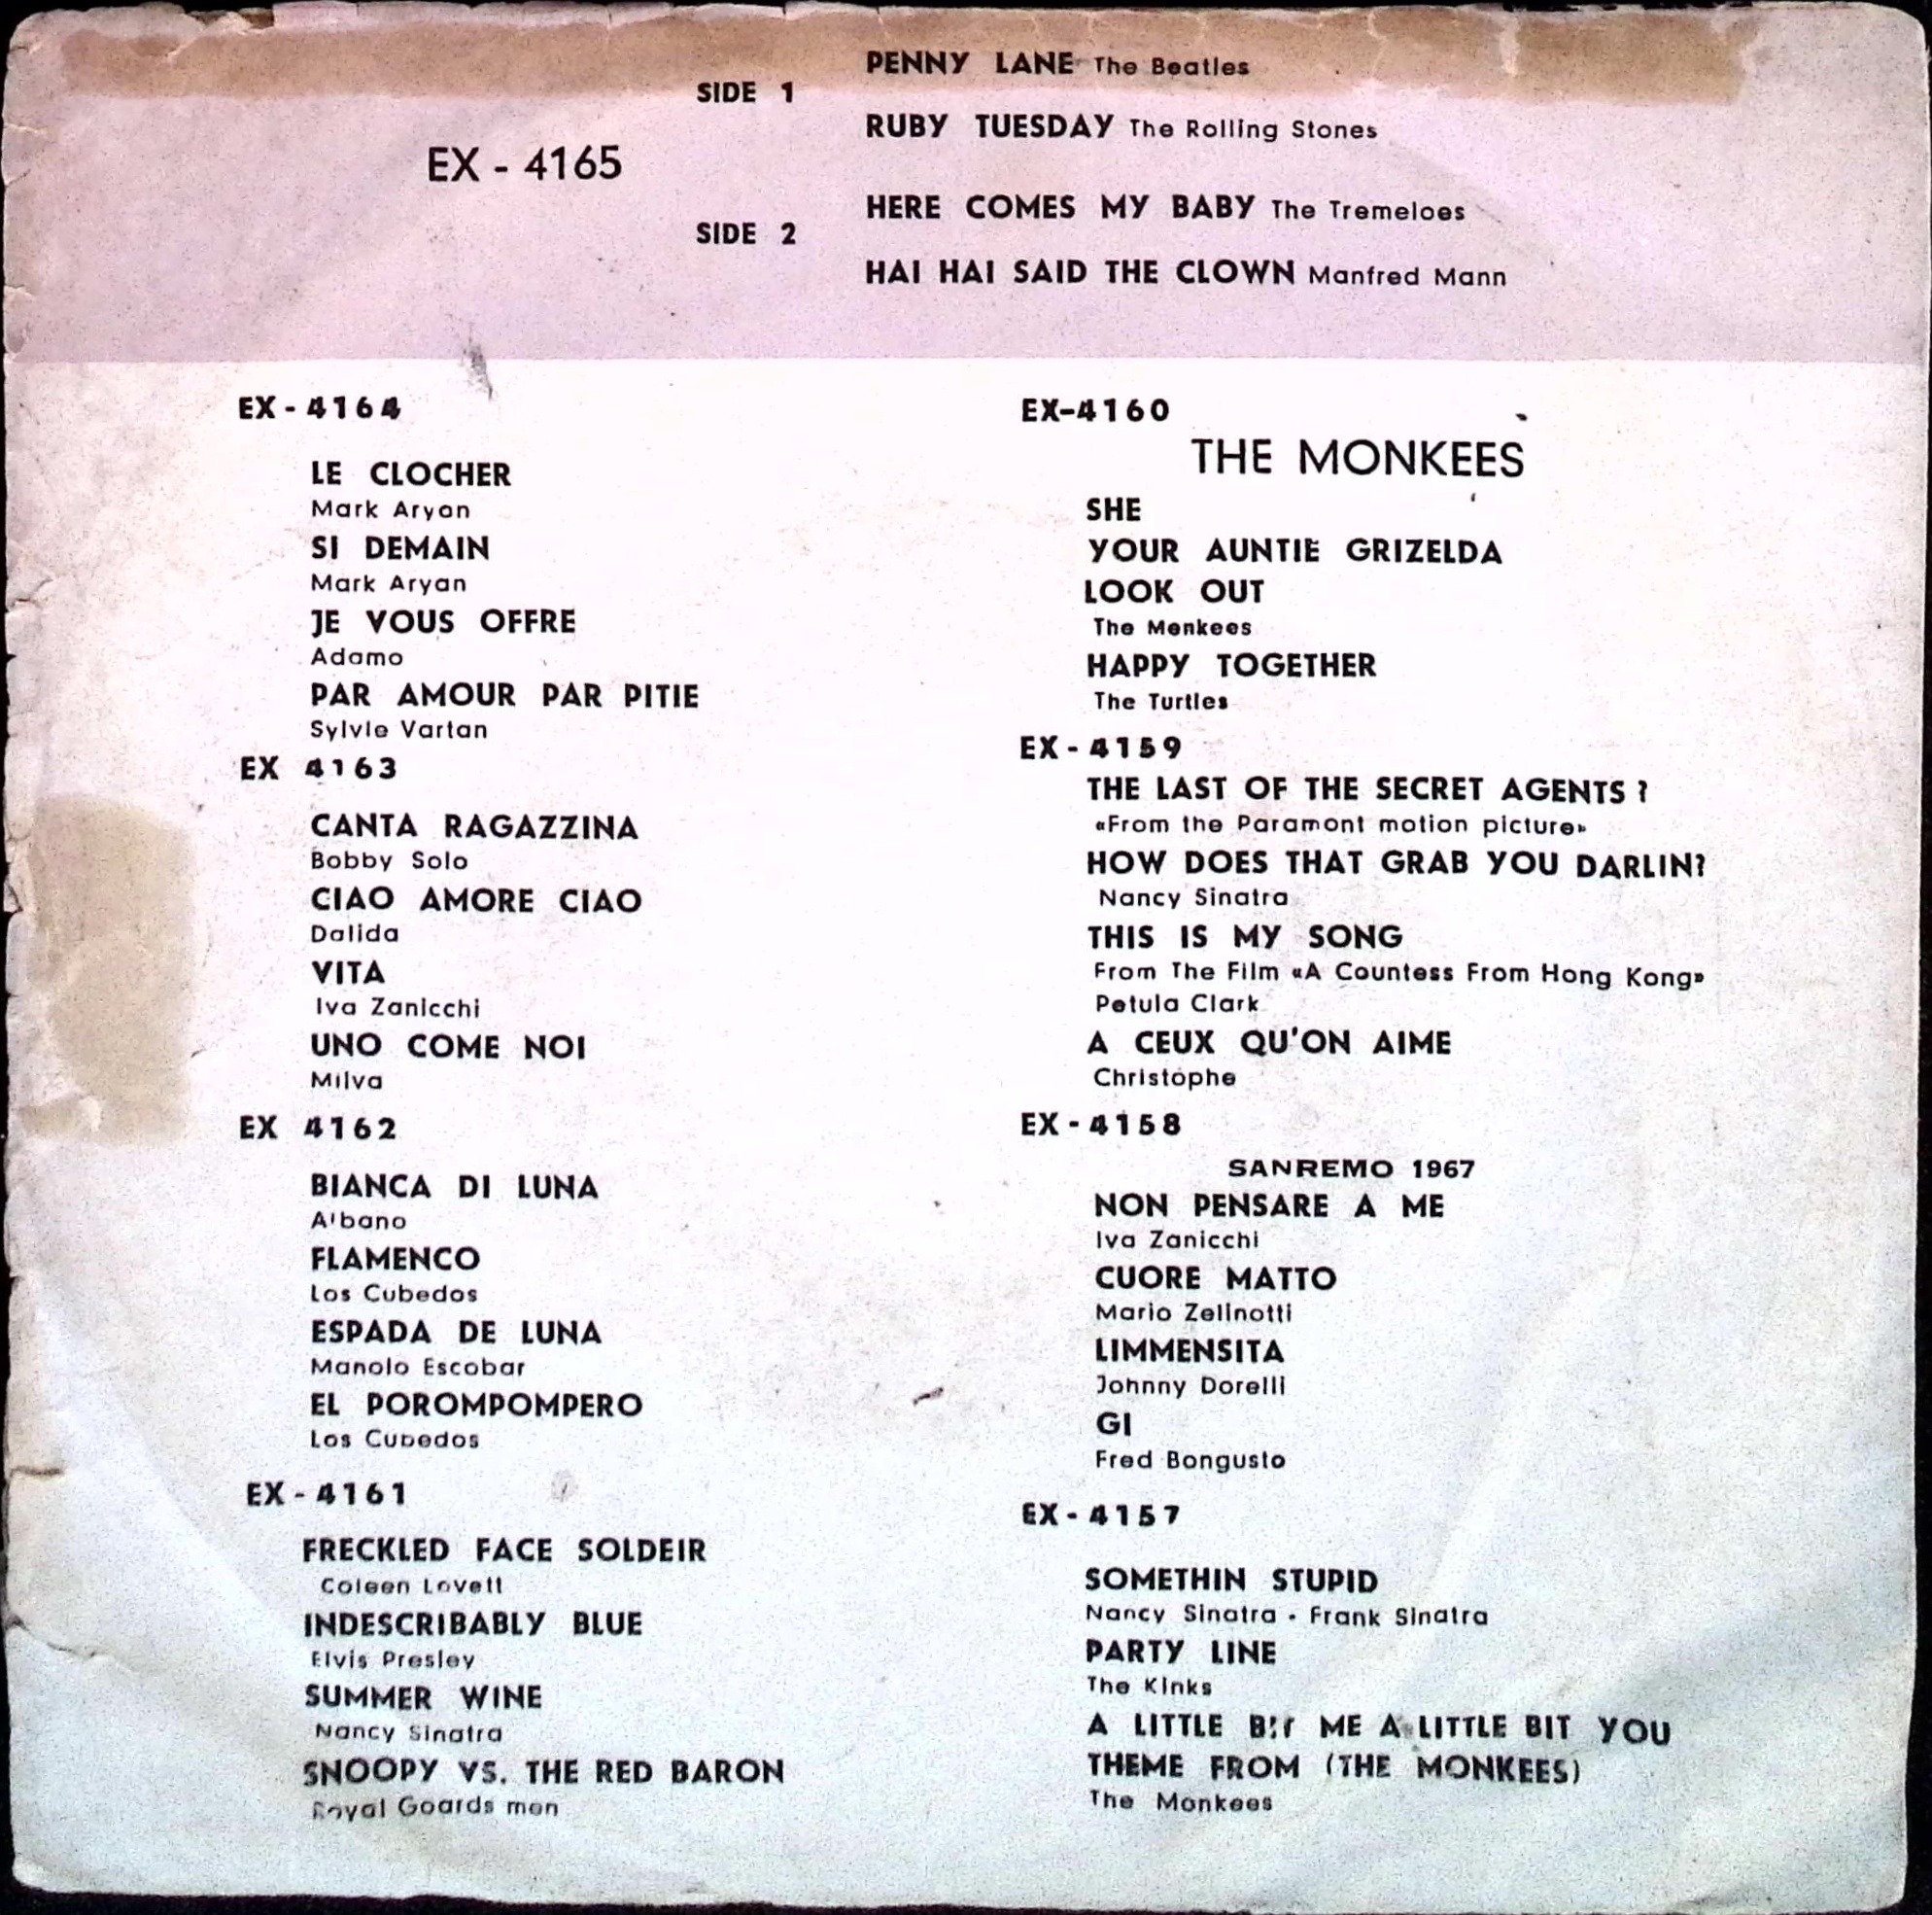 PENNY LANE The Beatles
SIDE 1
RUBY TUESDAY The Rolling Stones
EX - 4165
HERE COMES MY BABY The Tremeloes
SIDE 2
HAI HAI SAID THE CLOWN Manfred Mann
EX - 4164
LE CLOCHER
Mark Aryan
SI DEMAIN
Mark Aryan
JE VOUS OFFRE
Adamo
PAR AMOUR PAR PITIE
Sylvie Vartan
EX 4163
CANTA RAGAZZINA
Bobby Solo
CIAO AMORE CIAO
Dalida
VITA
Iva Zanicchi
UNO COME NOI
Milva
EX 4162
BIANCA DI LUNA
Albano
FLAMENCO
Los Cubedos
ESPADA DE LUNA
Manolo Escobar
EL POROMPOMPERO
Los Cubedos
EX - 4161
FRECKLED FACE SOLDEIR
Coleen Lovett
INDESCRIBABLY BLUE
Elvis Presley
SUMMER WINE
Nancy Sinatra
SNOOPY VS. THE RED BARON
Royal Goards men
EX-4160
THE MONKEES
SHE
YOUR AUNTIE GRIZELDA
LOOK OUT
The Menkees
HAPPY TOGETHER
The Turtles
EX - 4159
THE LAST OF THE SECRET AGENTS ?
«From the Paramont motion picture»
HOW DOES THAT GRAB YOU DARLIN?
Nancy Sinatra
THIS IS MY SONG
From The Film «A Countess From Hong Kong»
Petula Clark
A CEUX QU'ON AIME
Christophe
EX - 4158
SANREMO 1967
NON PENSARE A ME
Iva Zanicchi
CUORE MATTO
Mario Zelinotti
LIMMENSITA
Johnny Dorelli
GI
Fred Bongusto
EX - 4157
SOMETHIN STUPID
Nancy Sinatra - Frank Sinatra
PARTY LINE
The Kinks
A LITTLE BIT ME A LITTLE BIT YOU
THEME FROM (THE MONKEES)
The Monkees